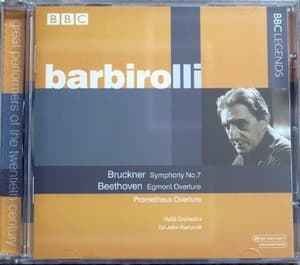 BBC
BBC LEGENDS
great performers of the twentieth century
barbirolli
Bruckner Symphony No.7
Beethoven Egmont Overture
Prometheus Overture
Hallé Orchestra
Sir John Barbirolli